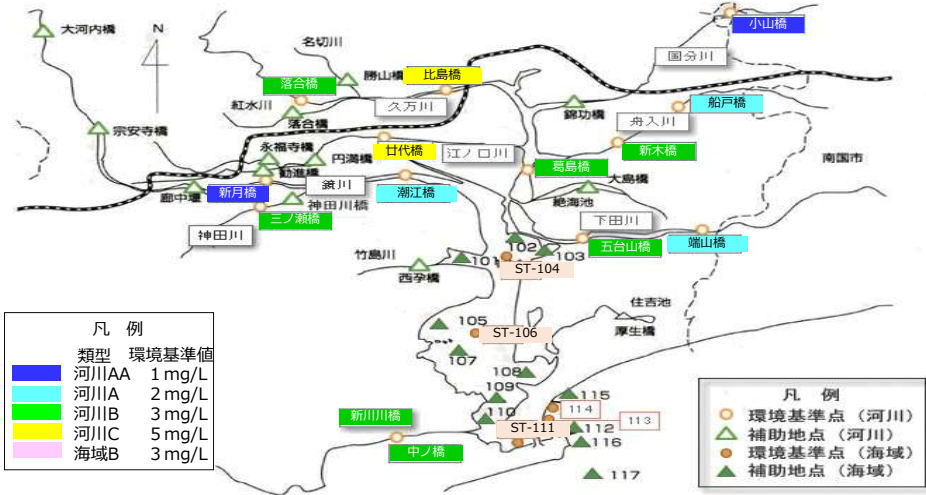 小山橋
大河内橋
N
名切川
国分川
勝山橋
比島橋
落合橋
紅水川
久万川
落合橋
錦功橋
船戸橋
舟入川
宗安寺橋
永福寺橋
円満橋
廿代橋
江ノ口川
新木橋
葛島橋
南国市
勧進橋
大島橋
廊中堰
新月橋
鏡川
潮江橋
絶海池
神田川橋
三ノ瀬橋
下田川
神田川
竹島川
102
五台山橋
端山橋
101
103
西孕橋
ST-104
住吉池
105
ST-106
厚生橋
107
108
109
115
114
110
113
新川川橋
ST-111
112
中ノ橋
116
117
凡 例
類型 環境基準値
河川AA 1 mg/L
河川A 2 mg/L
河川B 3 mg/L
河川C 5 mg/L
海域B 3 mg/L
凡 例
環境基準点(河川)
補助地点(河川)
環境基準点(海域)
補助地点(海域)